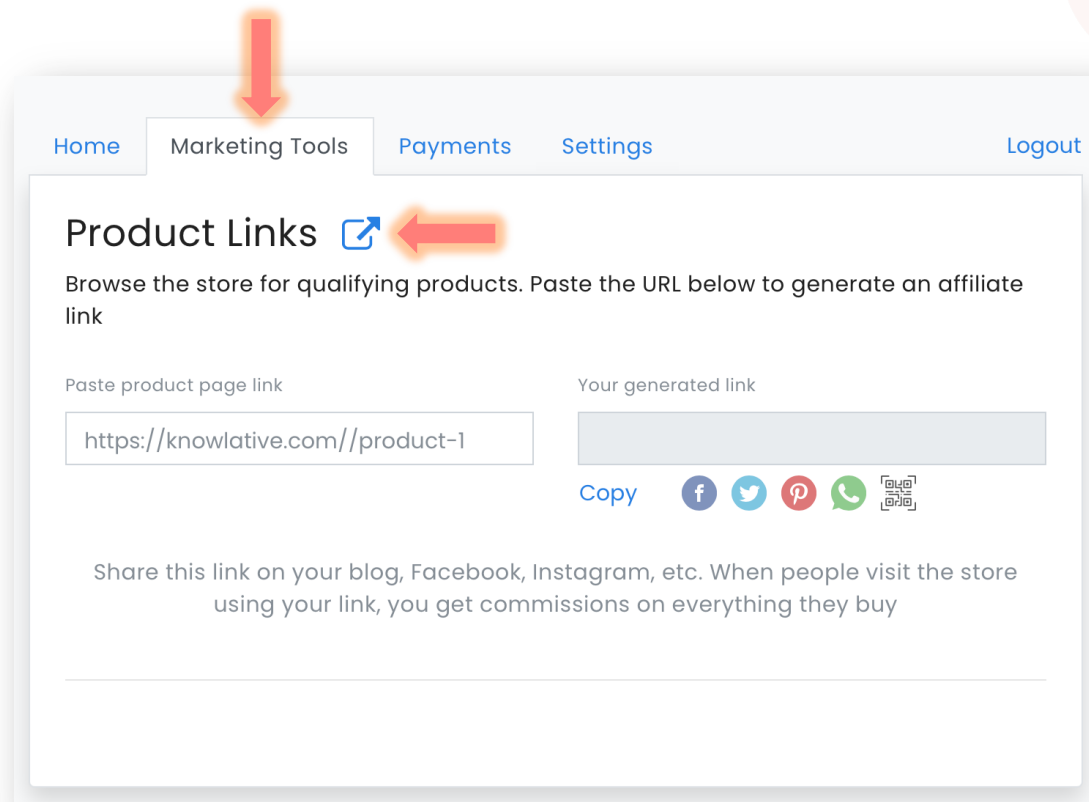 Home Marketing Tools Payments Settings Logout
Product Links
Browse the store for qualifying products. Paste the URL below to generate an affiliate
link
Paste product page link
https://knowlative.com//product-1
Your generated link
Copy
Share this link on your blog, Facebook, Instagram, etc. When people visit the store
using your link, you get commissions on everything they buy